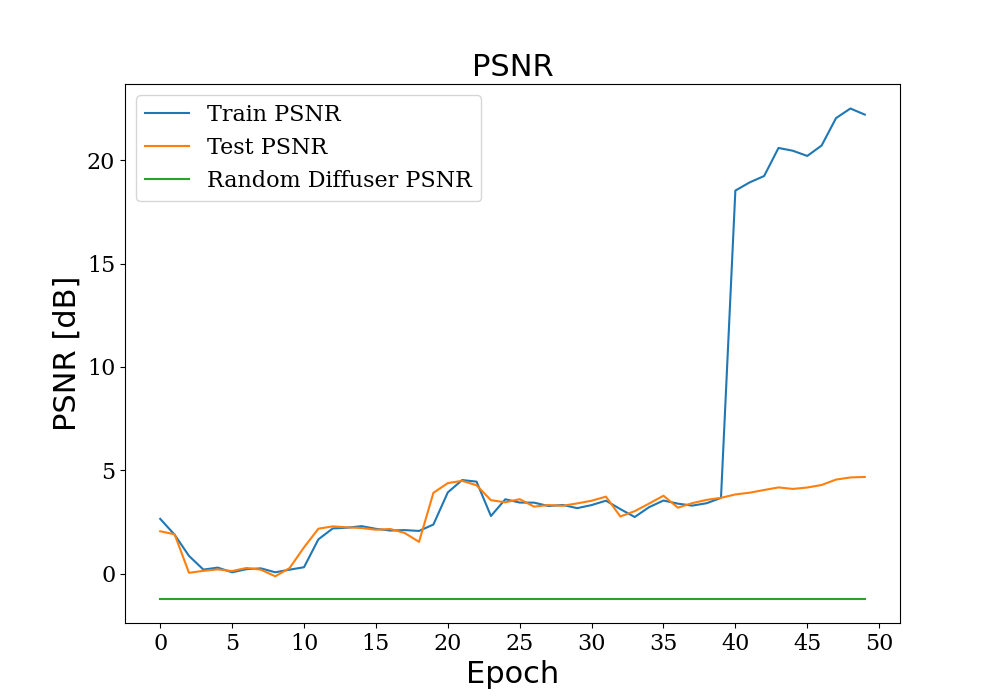 PSNR
Train PSNR
Test PSNR
Random Diffuser PSNR
20
15
10
5
0
PSNR [dB]
0 5 10 15 20 25 30 35 40 45 50
Epoch